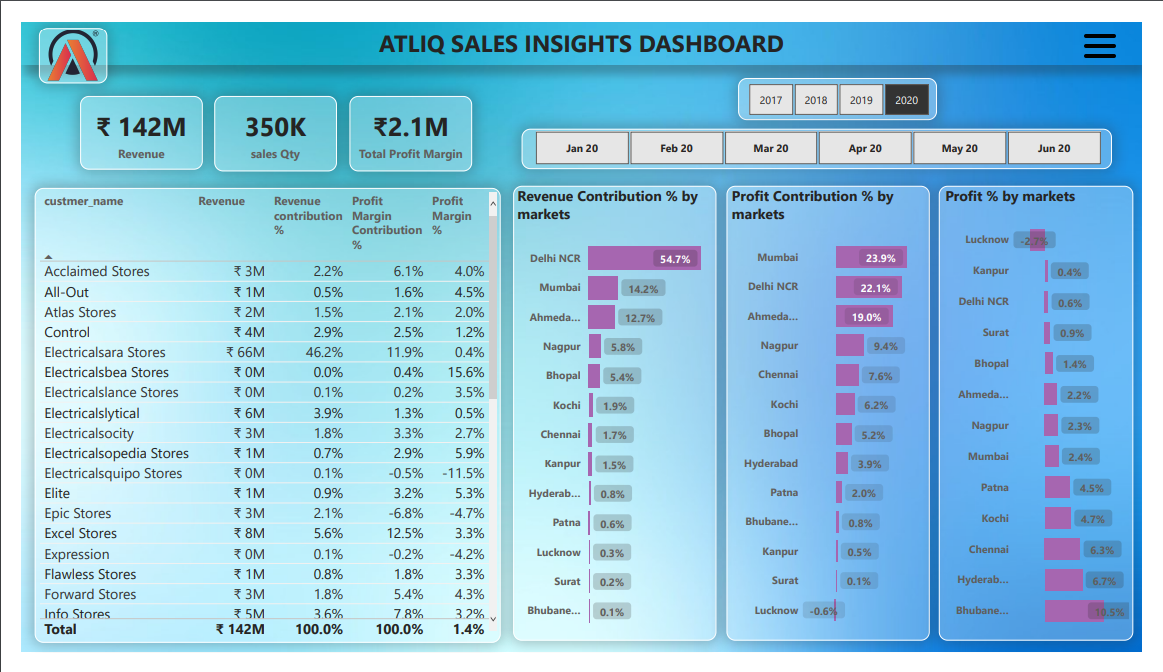 ATLIQ SALES INSIGHTS DASHBOARD
®
2017 2018 2019 2020
₹ 142M 350K ₹2.1M
Revenue sales Qty Total Profit Margin
Jan 20 Feb 20 Mar 20 Apr 20 May 20 Jun 20
custmer_name Revenue Revenue contribution % Profit Margin Contribution % Profit Margin %
Acclaimed Stores ₹ 3M 2.2% 6.1% 4.0%
All-Out ₹ 1M 0.5% 1.6% 4.5%
Atlas Stores ₹ 2M 1.5% 2.1% 2.0%
Control ₹ 4M 2.9% 2.5% 1.2%
Electricalsara Stores ₹ 66M 46.2% 11.9% 0.4%
Electricalsbea Stores ₹ 0M 0.0% 0.4% 15.6%
Electricalslance Stores ₹ 0M 0.1% 0.2% 3.5%
Electricalslytical ₹ 6M 3.9% 1.3% 0.5%
Electricalsocity ₹ 3M 1.8% 3.3% 2.7%
Electricalsopedia Stores ₹ 1M 0.7% 2.9% 5.9%
Electricalsquipo Stores ₹ 0M 0.1% -0.5% -11.5%
Elite ₹ 1M 0.9% 3.2% 5.3%
Epic Stores ₹ 3M 2.1% -6.8% -4.7%
Excel Stores ₹ 8M 5.6% 12.5% 3.3%
Expression ₹ 0M 0.1% -0.2% -4.2%
Flawless Stores ₹ 1M 0.8% 1.8% 3.3%
Forward Stores ₹ 3M 1.8% 5.4% 4.3%
Info Stores ₹ 5M 3.6% 7.8% 3.2%
Total ₹ 142M 100.0% 100.0% 1.4%
Revenue Contribution % by
markets
Delhi NCR 54.7%
Mumbai 14.2%
Ahmeda... 12.7%
Nagpur 5.8%
Bhopal 5.4%
Kochi 1.9%
Chennai 1.7%
Kanpur 1.5%
Hyderab... 0.8%
Patna 0.6%
Lucknow 0.3%
Surat 0.2%
Bhubane... 0.1%
Profit Contribution % by
markets
Mumbai 23.9%
Delhi NCR 22.1%
Ahmeda... 19.0%
Nagpur 9.4%
Chennai 7.6%
Kochi 6.2%
Bhopal 5.2%
Hyderabad 3.9%
Patna 2.0%
Bhubane... 0.8%
Kanpur 0.5%
Surat 0.1%
Lucknow -0.6%
Profit % by markets
Lucknow -2.7%
Kanpur 0.4%
Delhi NCR 0.6%
Surat 0.9%
Bhopal 1.4%
Ahmeda... 2.2%
Nagpur 2.3%
Mumbai 2.4%
Patna 4.5%
Kochi 4.7%
Chennai 6.3%
Hyderab... 6.7%
Bhubane... 10.5%